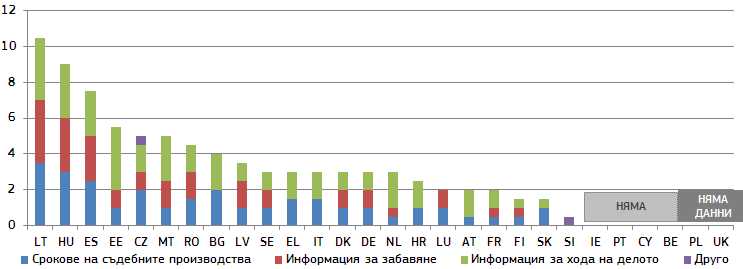 12
10
8
6
4
2
0
НЯМА
НЯМА ДАННИ
LT HU ES EE CZ MT RO BG LV SE EL IT DK DE NL HR LU AT FR FI SK SI IE PT CY BE PL UK
Срокове на съдебните производства Информация за забавяне Информация за хода на делото Друго